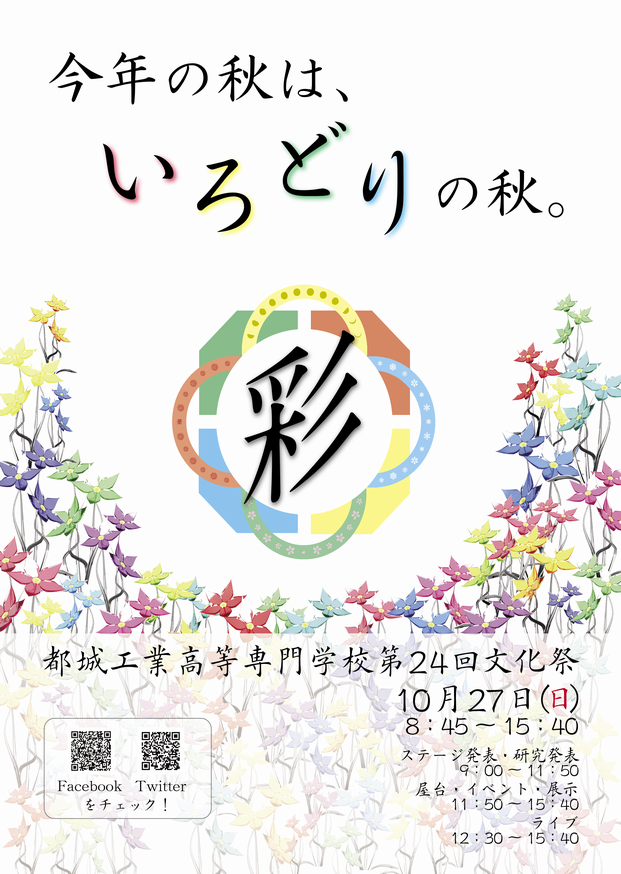 今年の秋は、
いろどりの秋。
彩
都城工業高等専門学校第24回文化祭
10月27日(日)
8:45～15:40
ステージ発表・研究発表
9:00～11:50
屋台・イベント・展示
11:50～15:40
ライブ
12:30～15:40
Facebook Twitter
をチェック！